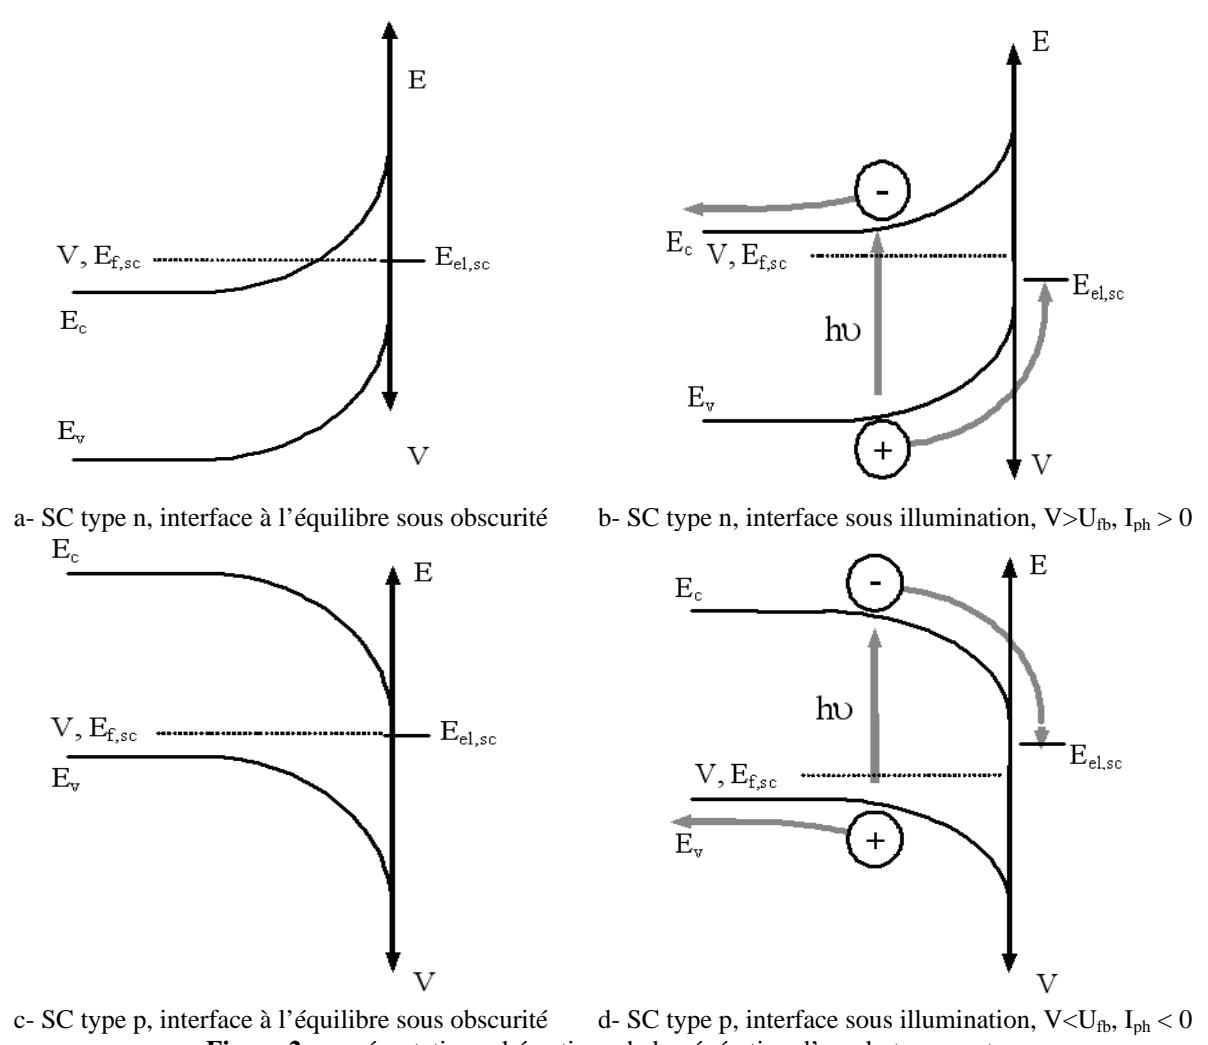 E
V, E_f,sc
E_el,sc
E_c
E_v
V
a- SC type n, interface à l’équilibre sous obscurité
E
E_c
V, E_f,sc
E_el,sc
hυ
E_v
-
+
V
b- SC type n, interface sous illumination, V>U_fb, I_ph > 0
E_c
E
V, E_f,sc
E_el,sc
E_v
V
c- SC type p, interface à l’équilibre sous obscurité
E
E_c
-
hυ
V, E_f,sc
E_el,sc
E_v
+
V
d- SC type p, interface sous illumination, V<U_fb, I_ph < 0